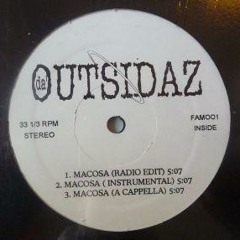 da'
OUTSIDAZ
33 1/3 RPM
STEREO
FAM001
INSIDE
1. MACOSA (RADIO EDIT) 5:07
2. MACOSA ( INSTRUMENTAL) 5:07
3. MACOSA (A CAPPELLA) 5:07